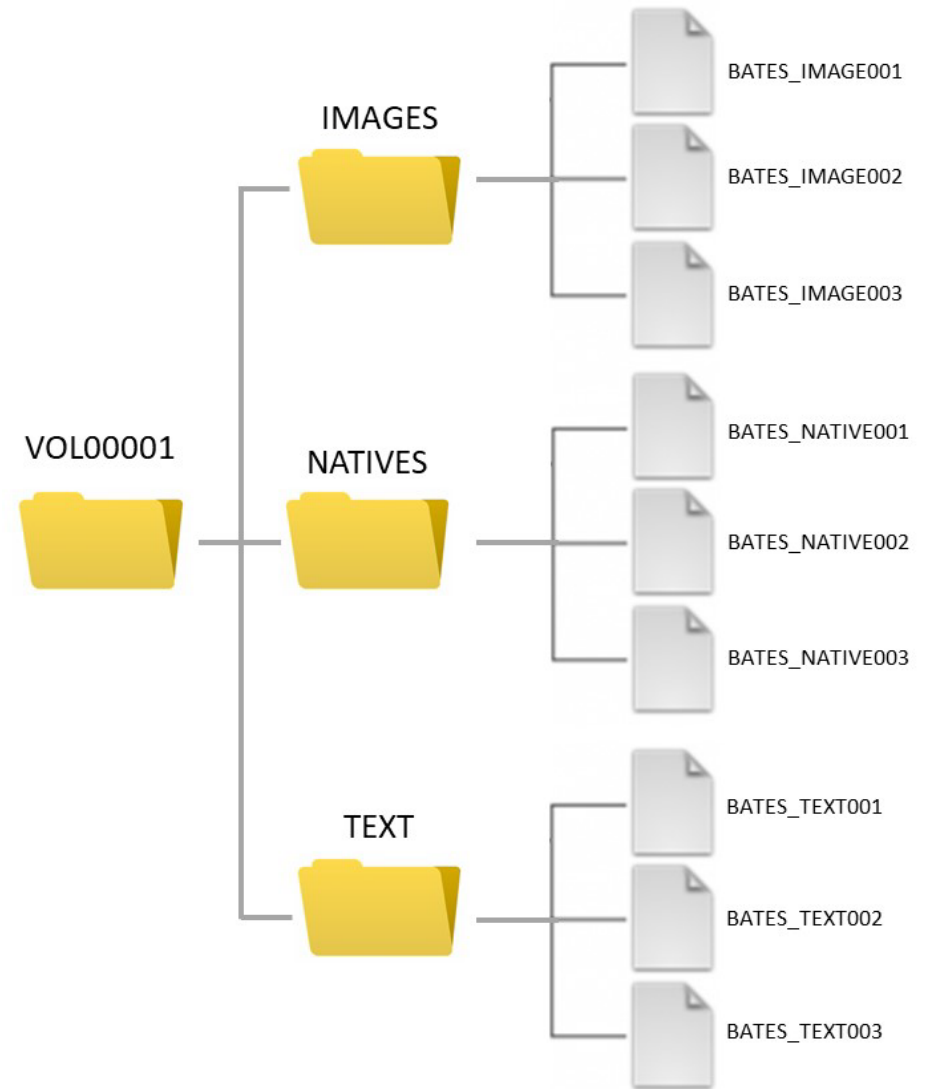 VOL00001
IMAGES
BATES_IMAGE001
BATES_IMAGE002
BATES_IMAGE003
NATIVES
BATES_NATIVE001
BATES_NATIVE002
BATES_NATIVE003
TEXT
BATES_TEXT001
BATES_TEXT002
BATES_TEXT003